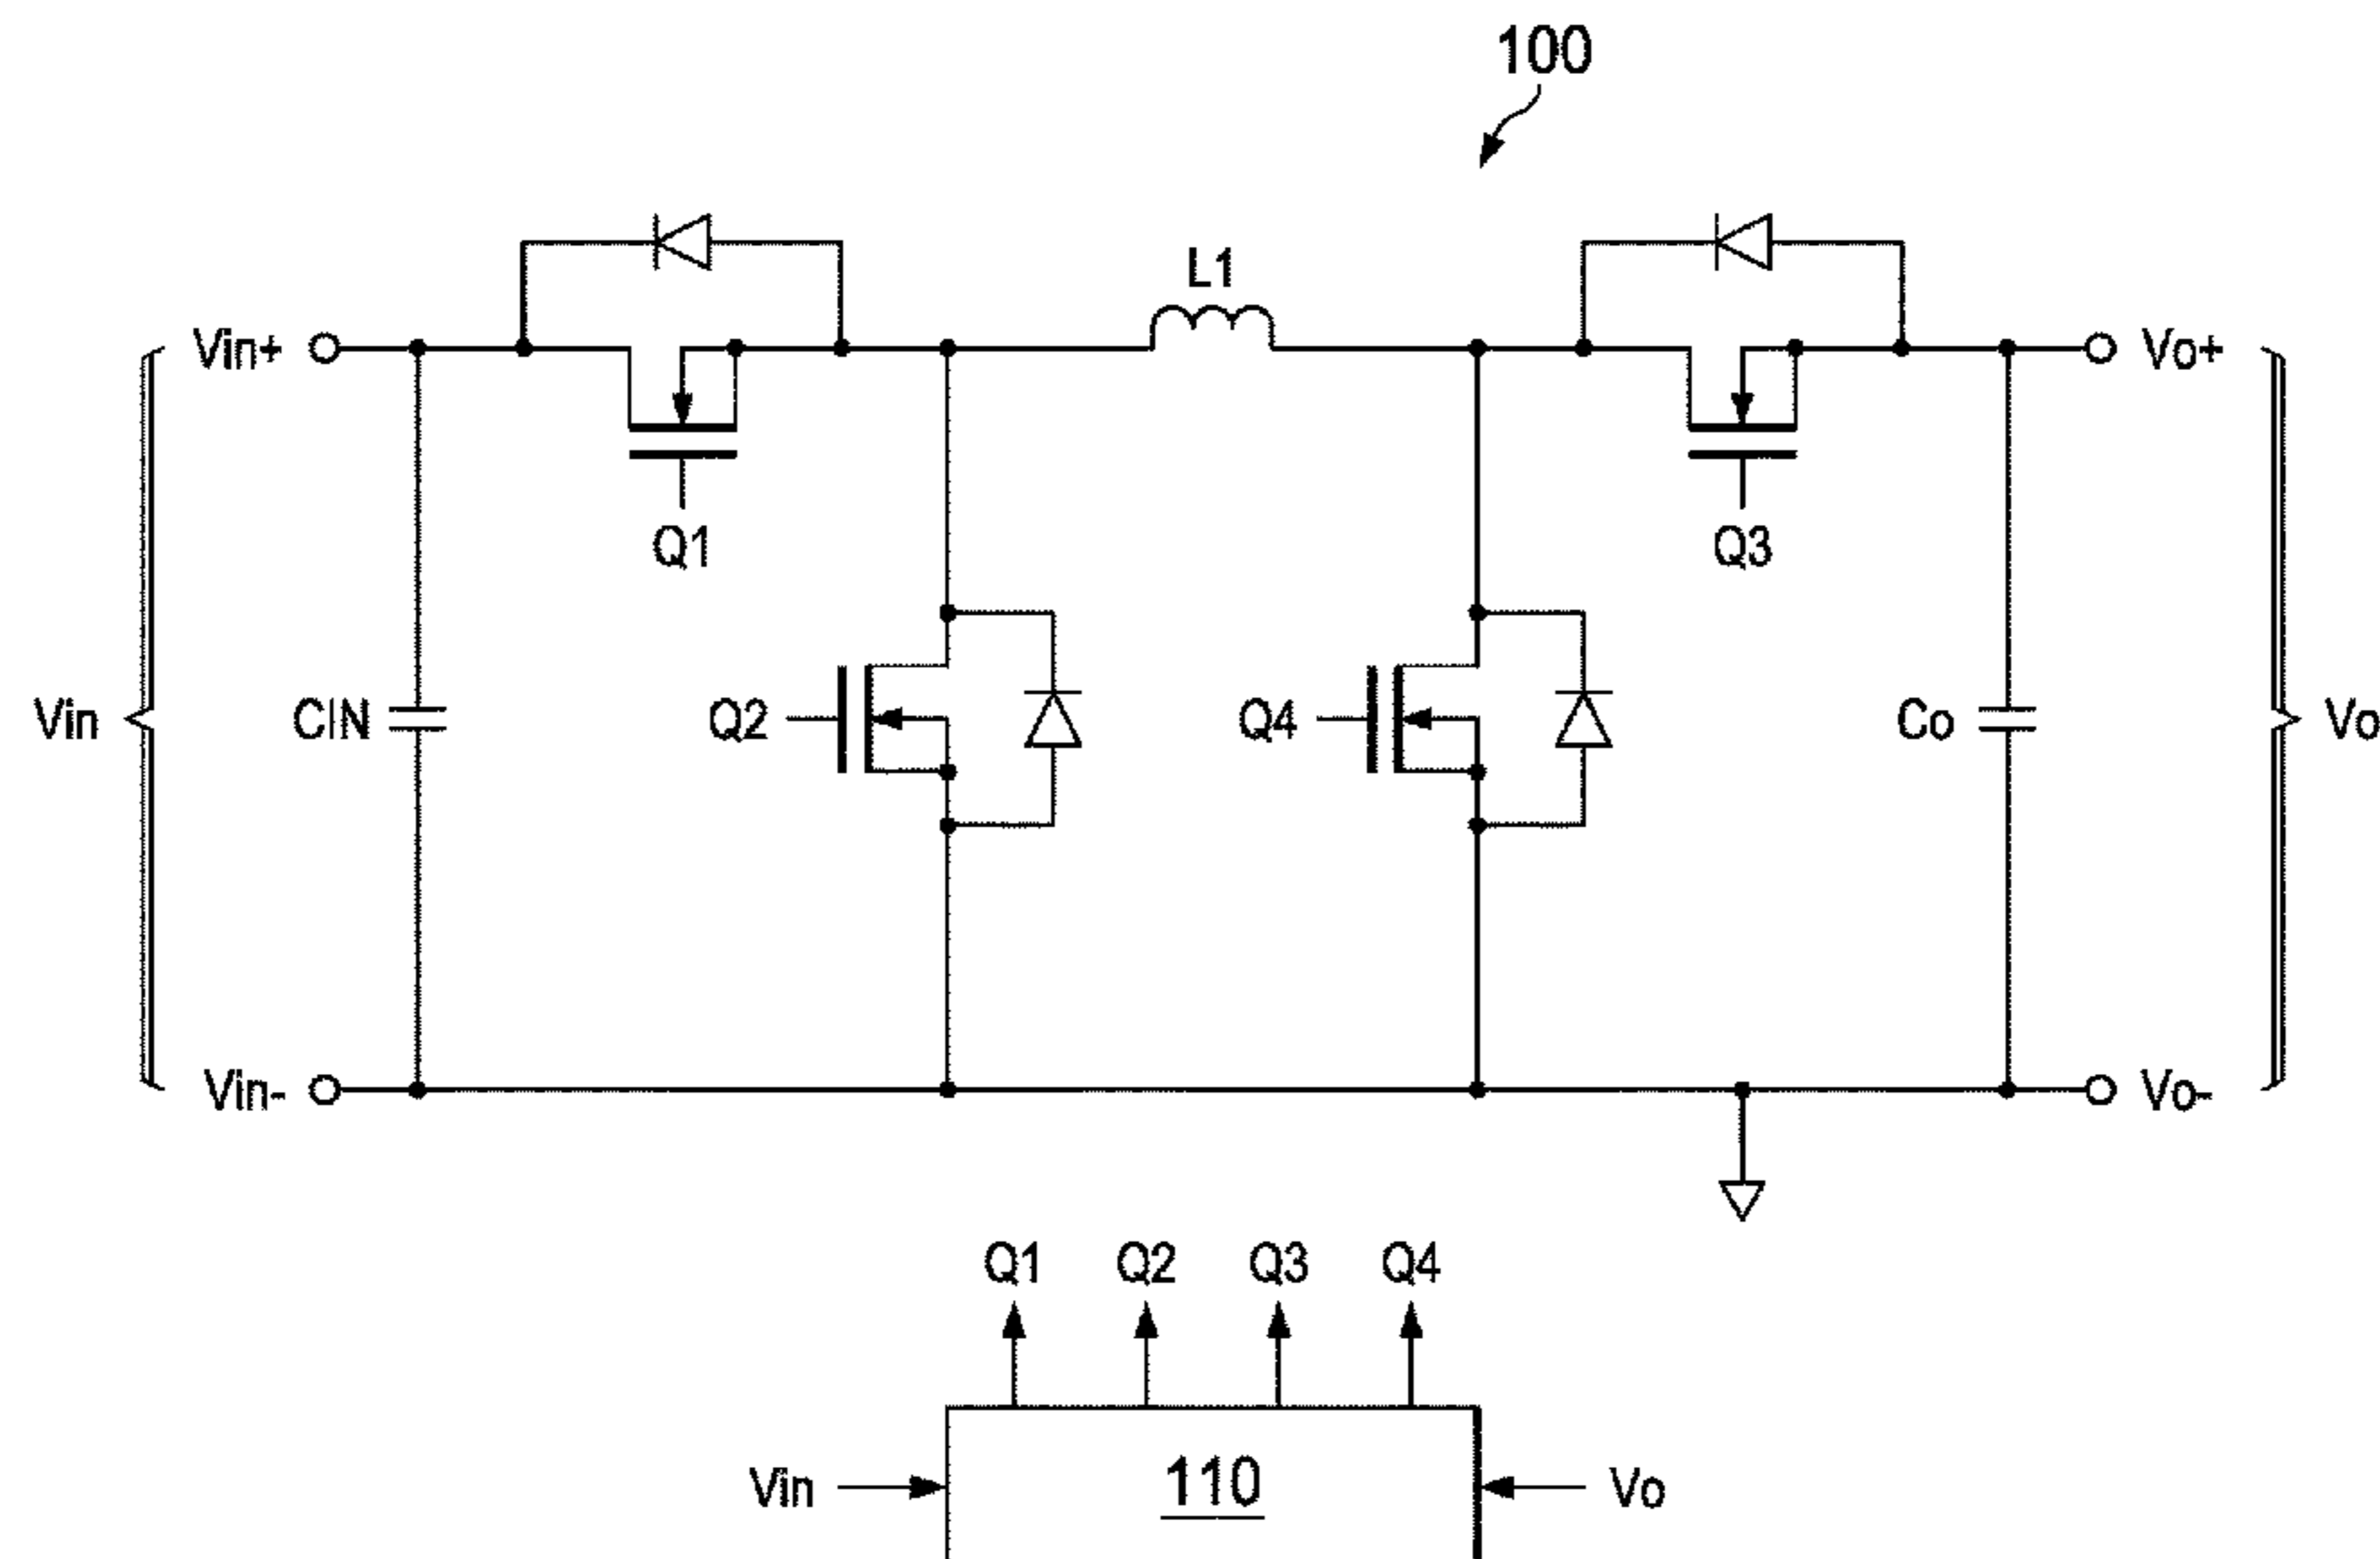 100
L1
Vin+
Vo+
Q1
Q3
Vin
CIN
Q2
Q4
Co
Vo
Vin-
Vo-
Q1 Q2 Q3 Q4
Vin
110
Vo